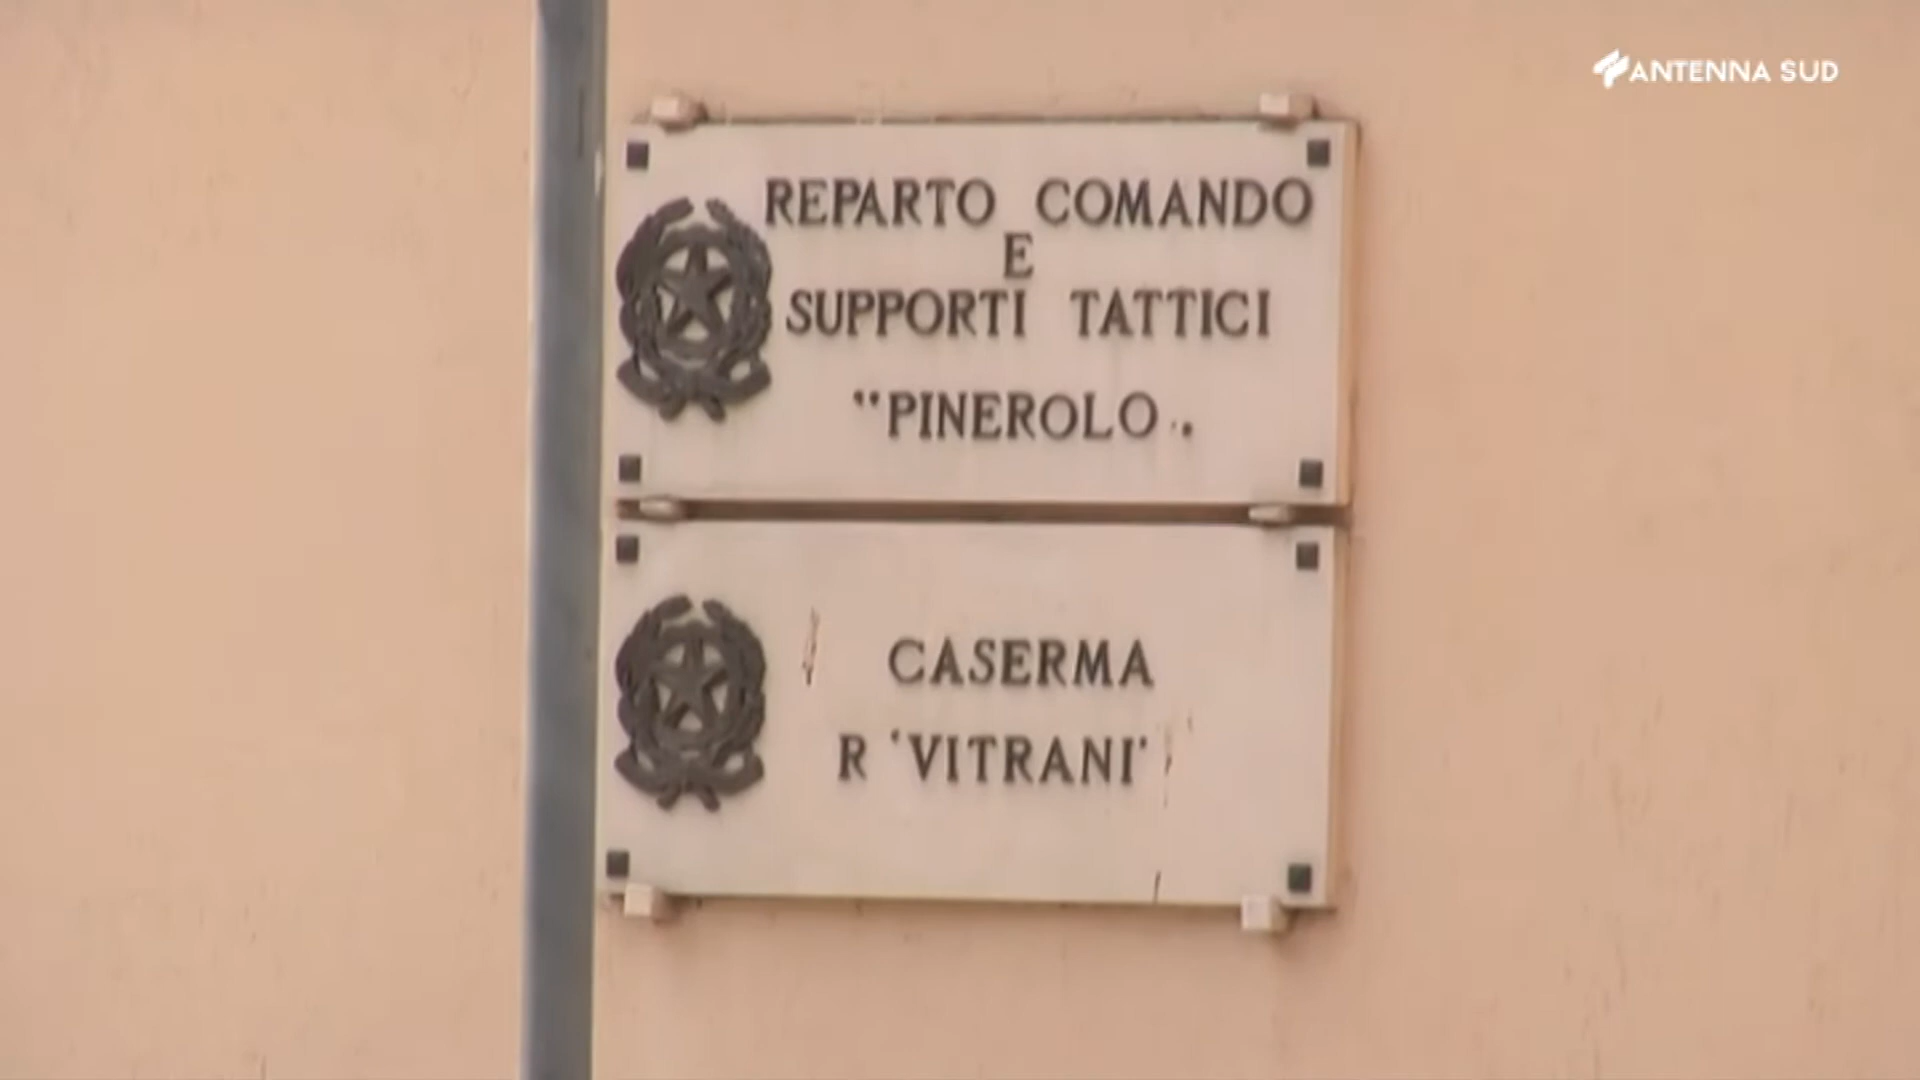 ANTENNA SUD
REPARTO COMANDO
E
SUPPORTI TATTICI
"PINEROLO"
CASERMA
R 'VITRANI'